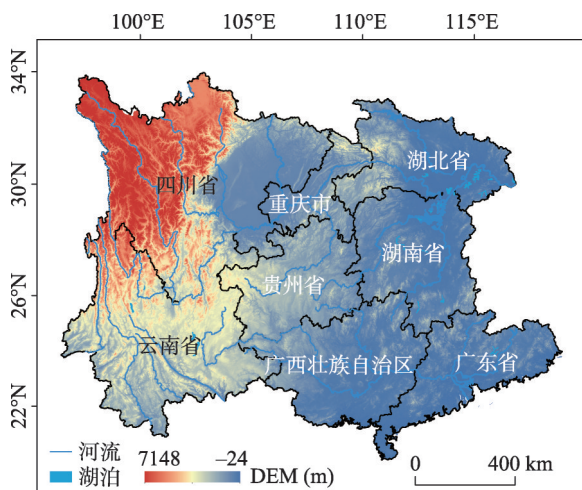 100°E 105°E 110°E 115°E
34°N
30°N
26°N
22°N
四川省
重庆市
湖北省
湖南省
贵州省
云南省
广西壮族自治区
广东省
河流
湖泊
7148 –24 DEM (m)
0 400 km